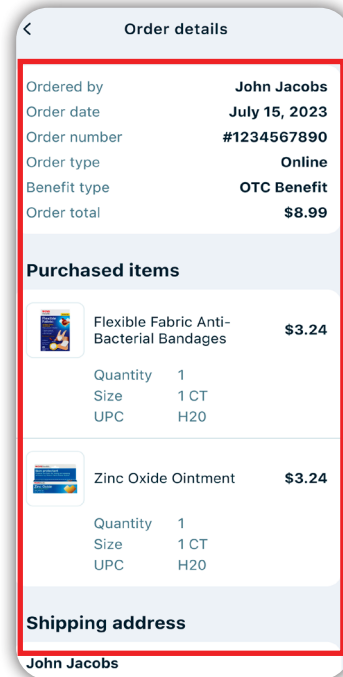 Order details
Ordered by John Jacobs
Order date July 15, 2023
Order number #1234567890
Order type Online
Benefit type OTC Benefit
Order total $8.99
Purchased items
Flexible Fabric Anti-
Bacterial Bandages $3.24
Quantity 1
Size 1 CT
UPC H20
Zinc Oxide Ointment $3.24
Quantity 1
Size 1 CT
UPC H20
Shipping address
John Jacobs